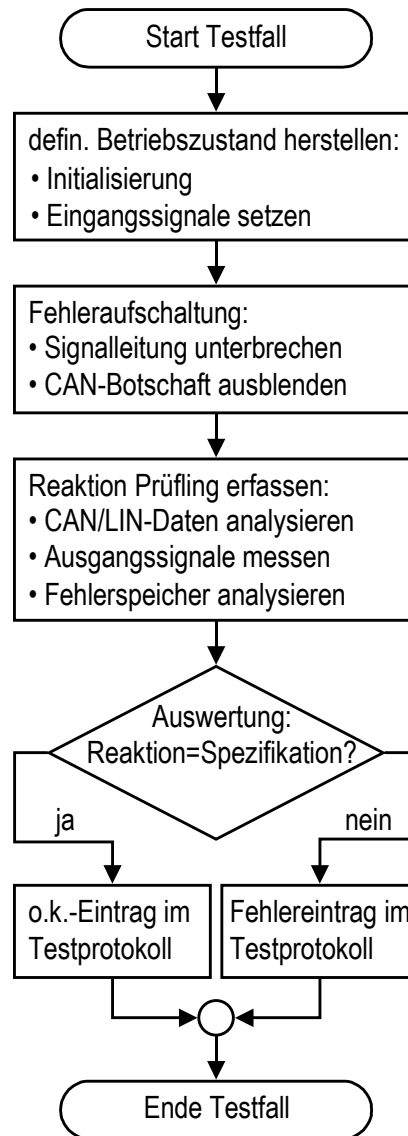 Start Testfall
defin. Betriebszustand herstellen:
• Initialisierung
• Eingangssignale setzen
Fehleraufschaltung:
• Signalleitung unterbrechen
• CAN-Botschaft ausblenden
Reaktion Prüfling erfassen:
• CAN/LIN-Daten analysieren
• Ausgangssignale messen
• Fehlerspeicher analysieren
Auswertung:
Reaktion=Spezifikation?
ja
nein
o.k.-Eintrag im
Testprotokoll
Fehlereintrag im
Testprotokoll
Ende Testfall